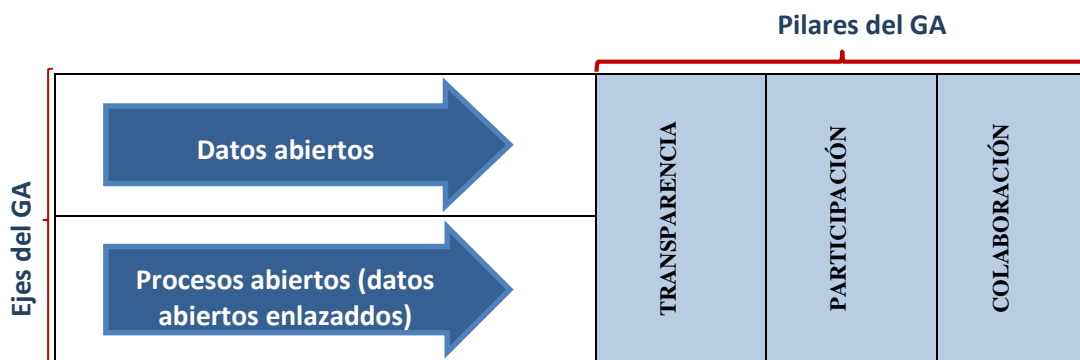 Pilares del GA
Ejes del GA
Datos abiertos
Procesos abiertos (datos
abiertos enlazaddos)
TRANSPARENCIA
PARTICIPACIÓN
COLABORACIÓN